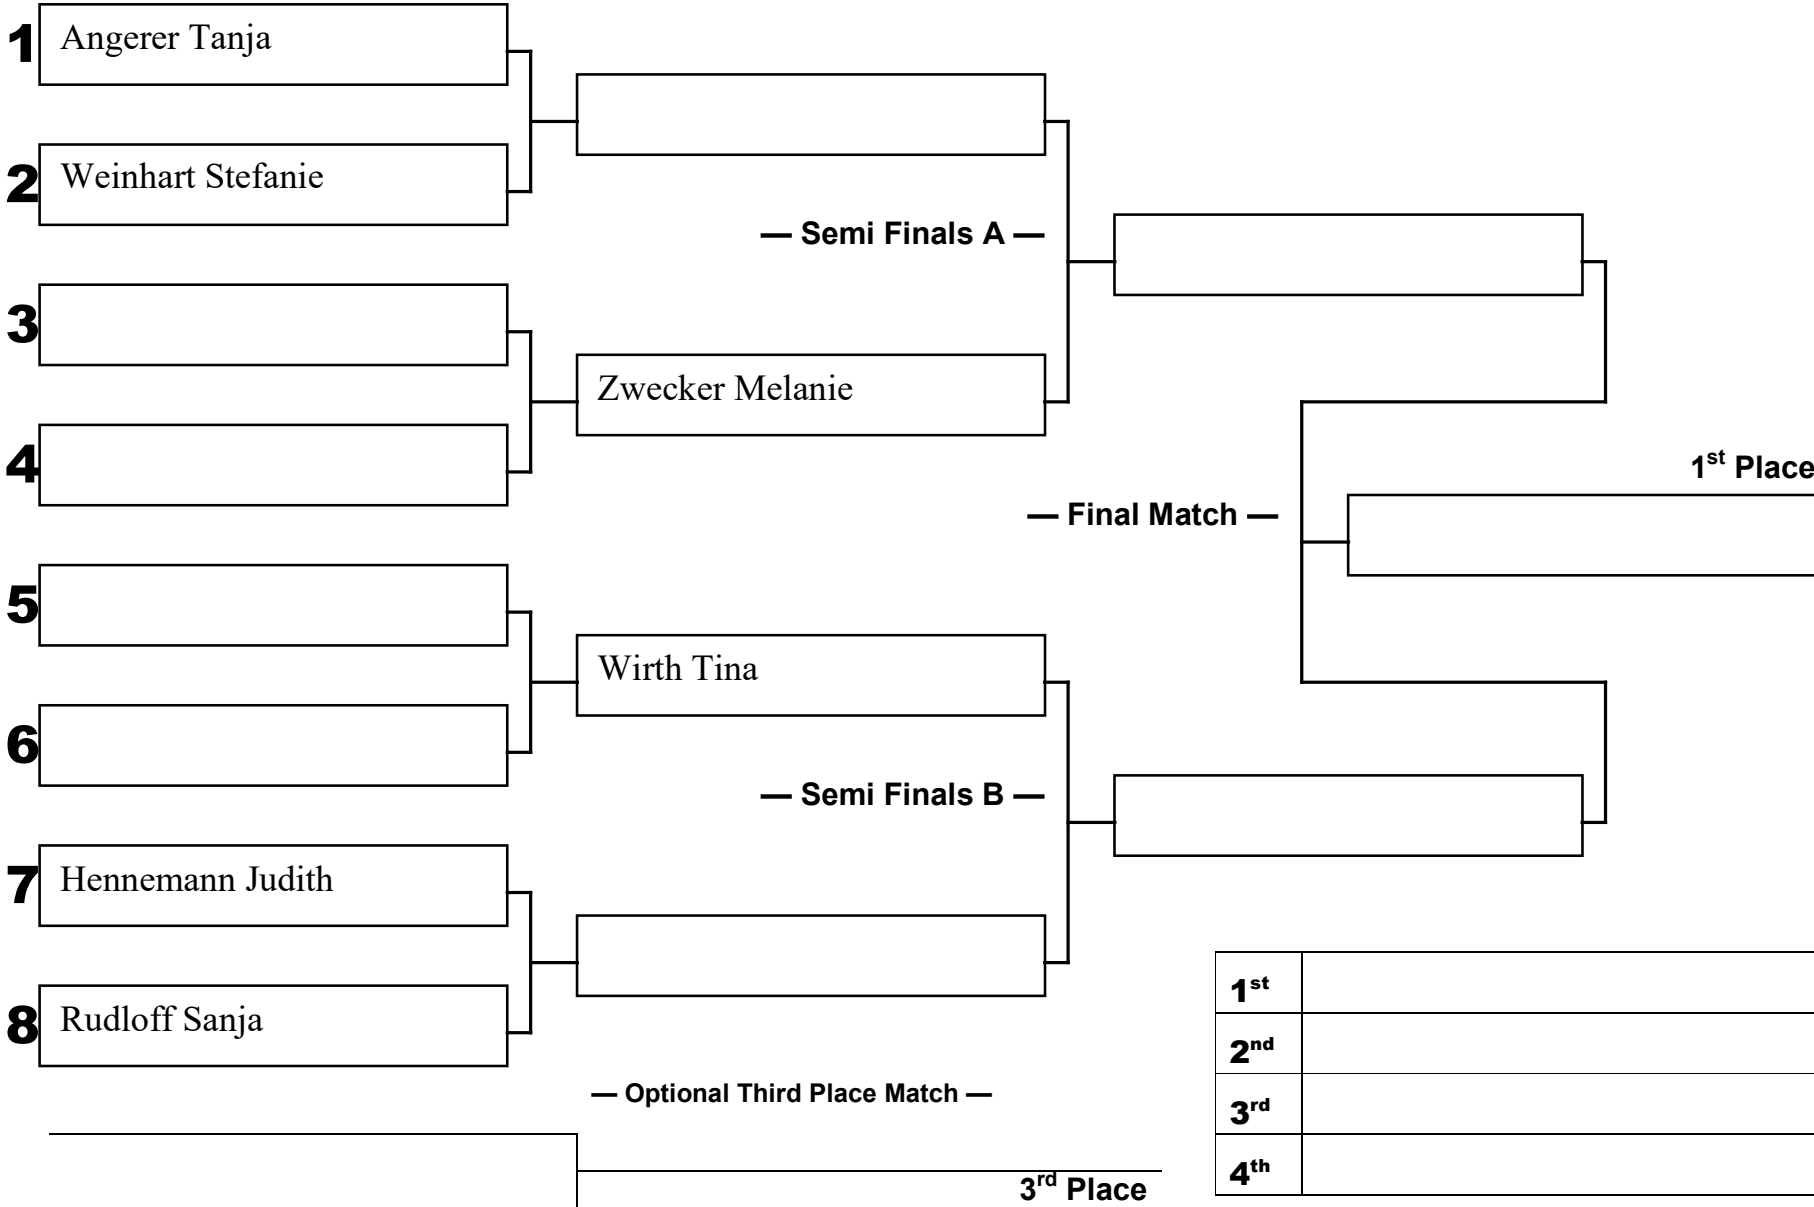 1 Angerer Tanja
2 Weinhart Stefanie
— Semi Finals A —
3
Zwecker Melanie
4
1st Place
— Final Match —
5
Wirth Tina
6
— Semi Finals B —
7 Hennemann Judith
8 Rudloff Sanja
1st
2nd
— Optional Third Place Match —
3rd
4th
3rd Place